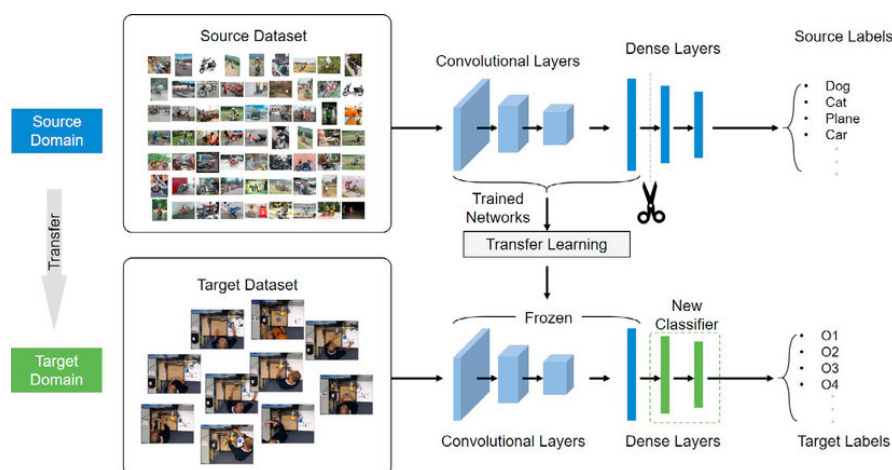 Source Dataset
Convolutional Layers
Dense Layers
Source Labels
• Dog
• Cat
• Plane
• Car
Source
Domain
Transfer
Trained
Networks
Transfer Learning
Target Dataset
Frozen
New
Classifier
• O1
• O2
• O3
• O4
Target
Domain
Convolutional Layers
Dense Layers
Target Labels